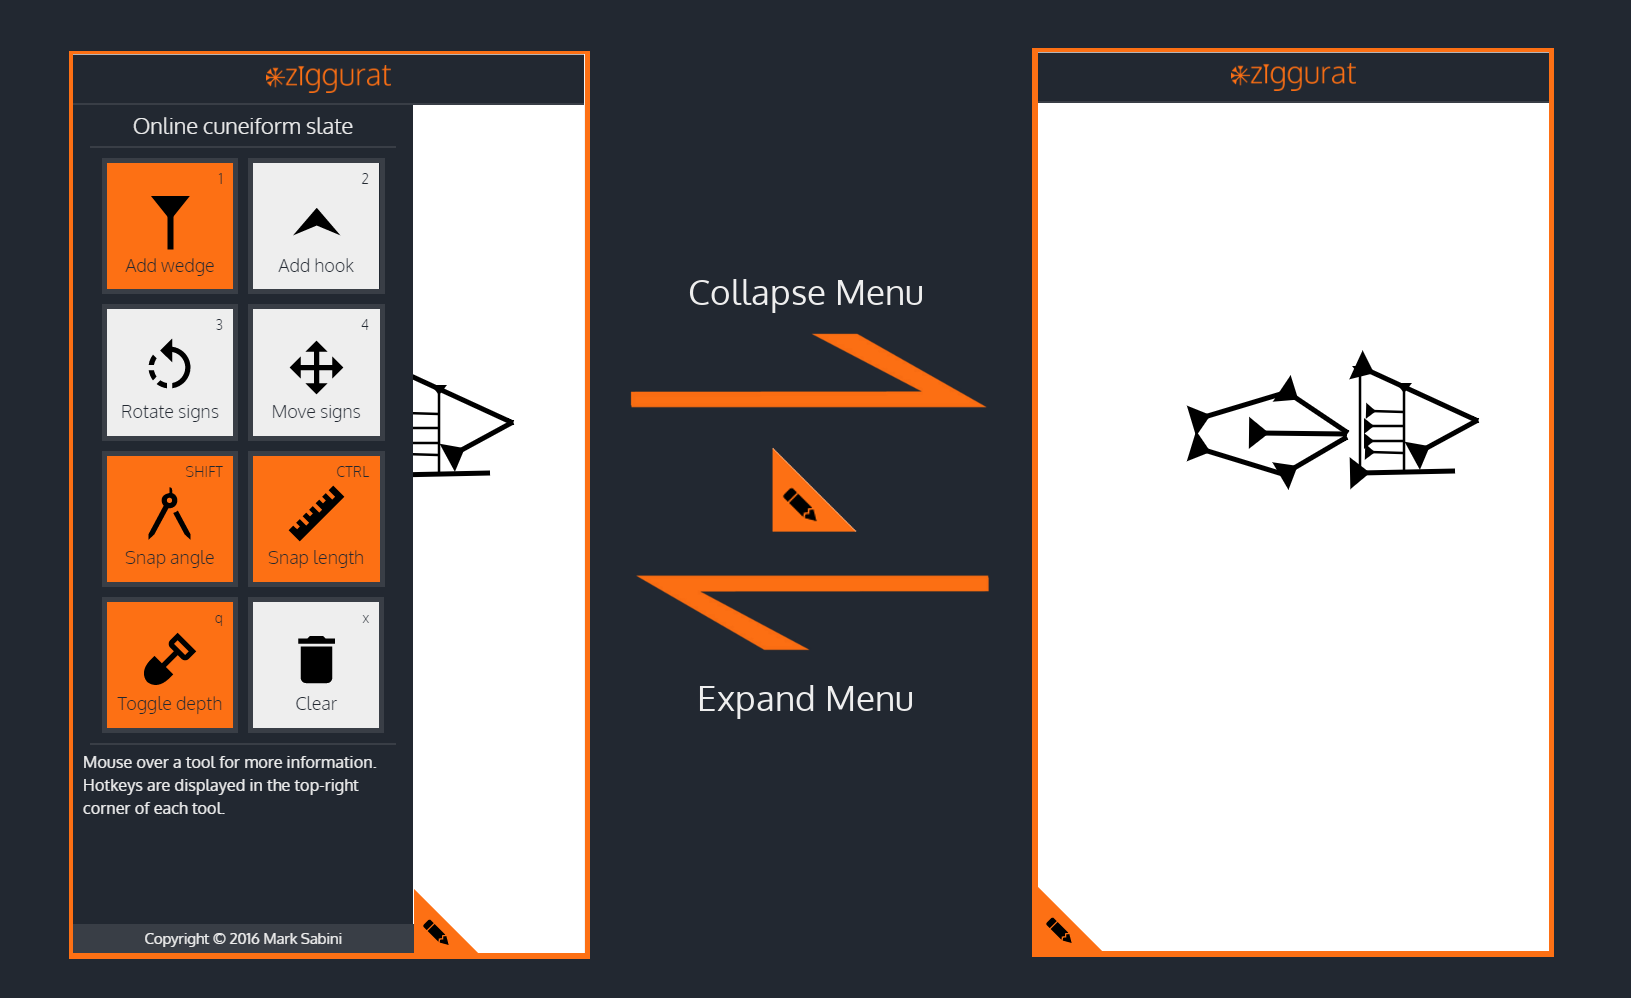 zIggurat
Online cuneiform slate
1
Add wedge
2
Add hook
3
Rotate signs
4
Move signs
SHIFT
Snap angle
CTRL
Snap length
q
Toggle depth
x
Clear
Mouse over a tool for more information.
Hotkeys are displayed in the top-right
corner of each tool.
Copyright © 2016 Mark Sabini
Collapse Menu
Expand Menu
zIggurat